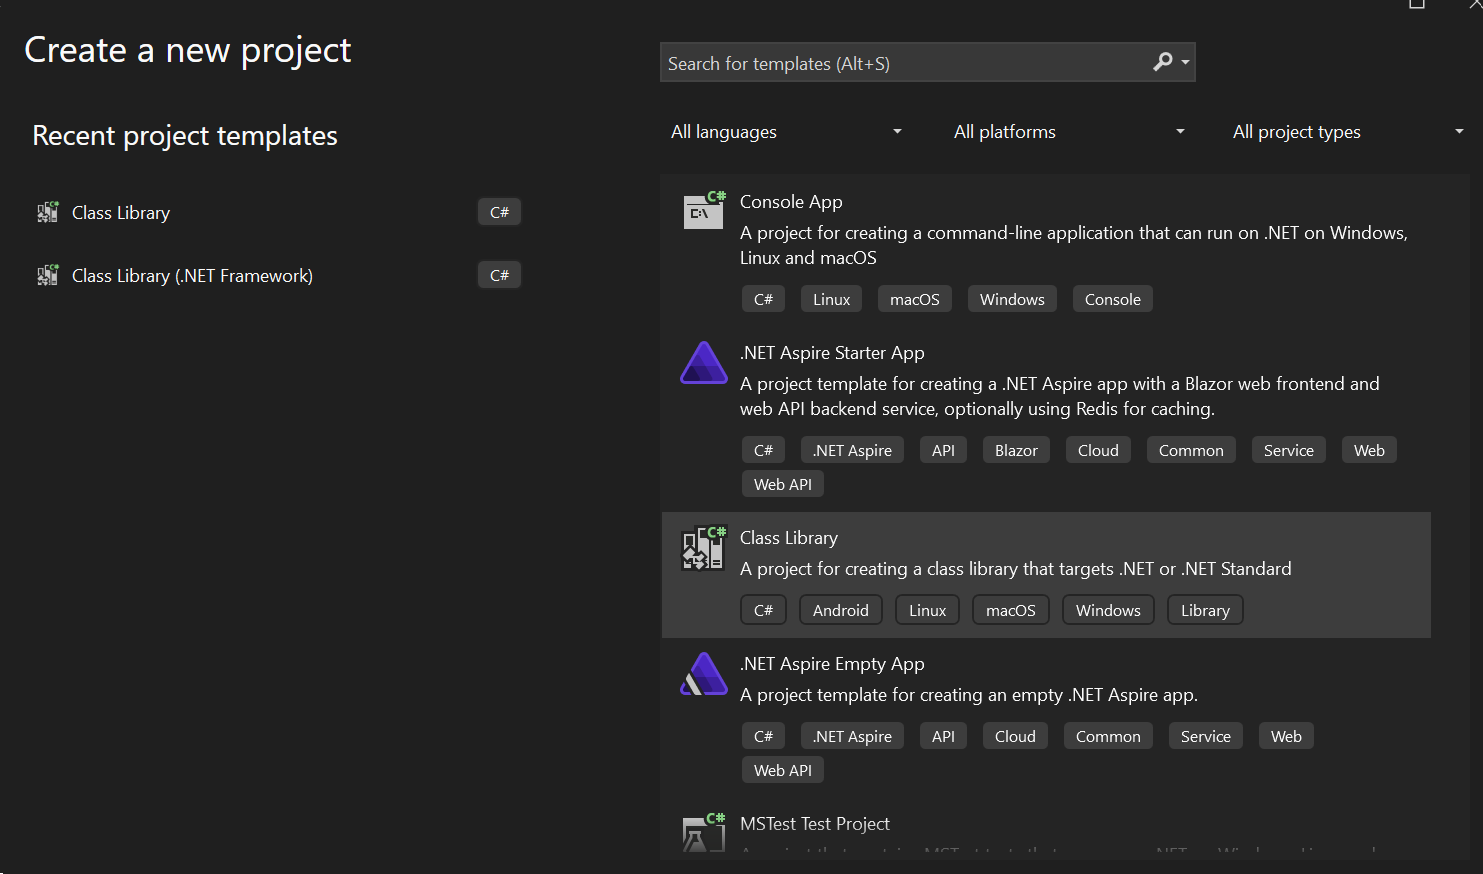 Create a new project
Search for templates (Alt+S)
Recent project templates
All languages
All platforms
All project types
Class Library
C#
Class Library (.NET Framework)
C#
C#
C:\
Console App
A project for creating a command-line application that can run on .NET on Windows,
Linux and macOS
C# Linux macOS Windows Console
.NET Aspire Starter App
A project template for creating a .NET Aspire app with a Blazor web frontend and
web API backend service, optionally using Redis for caching.
C# .NET Aspire API Blazor Cloud Common Service Web
Web API
C#
Class Library
A project for creating a class library that targets .NET or .NET Standard
C# Android Linux macOS Windows Library
.NET Aspire Empty App
A project template for creating an empty .NET Aspire app.
C# .NET Aspire API Cloud Common Service Web
Web API
C#
MSTest Test Project